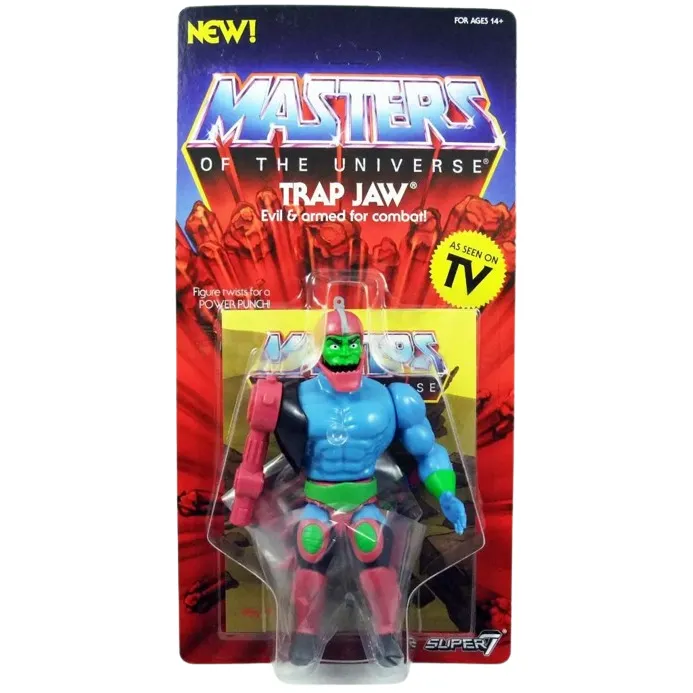 NEW!
FOR AGES 14+
MASTERS
OF THE UNIVERSE®
TRAP JAW®
Evil & armed for combat!
AS SEEN ON
TV
Figure twists for a
POWER PUNCH!
MASTERS
SUPER7